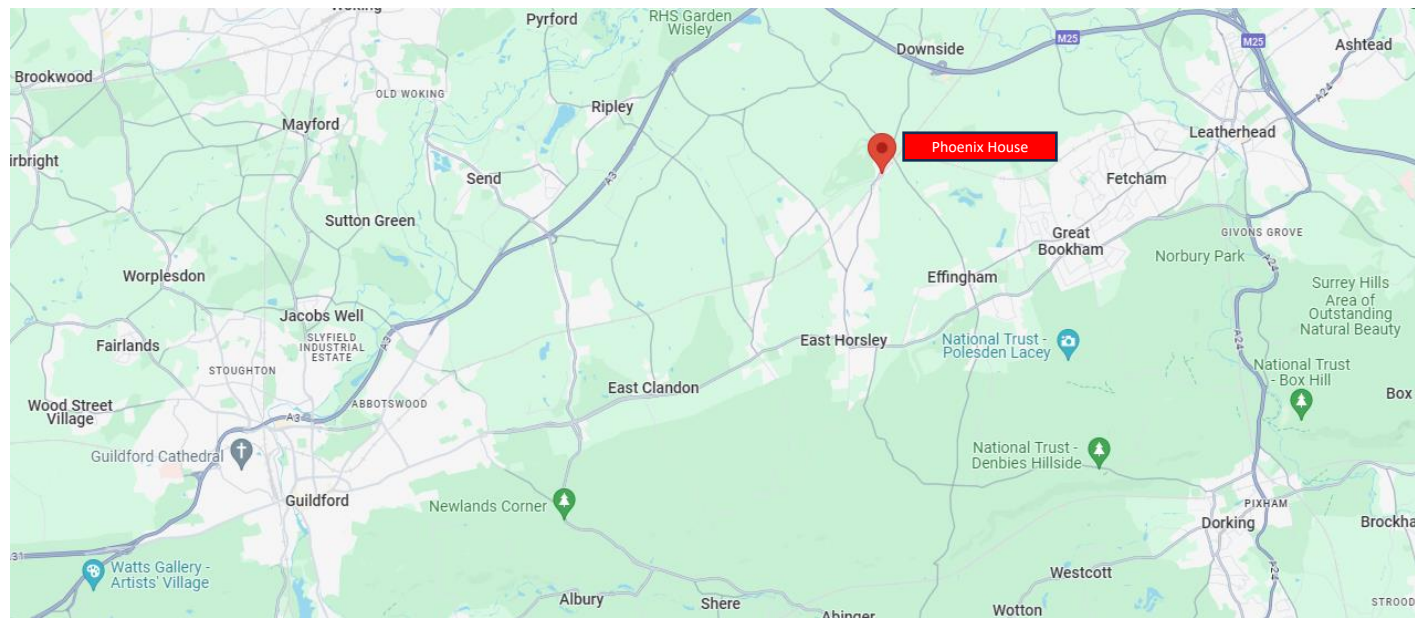 Pyrford
RHS Garden
Wisley
Downside
M25
M25
Ashtead
Brookwood
OLD WOKING
Ripley
A24
Mayford
Leatherhead
Phoenix House
Send
A3
Fetcham
Sutton Green
Great
Bookham
GIVONS GROVE
Norbury Park
A24
Worplesdon
Effingham
Surrey Hills
Area of
Outstanding
Natural Beauty
Jacobs Well
SLYFIELD
INDUSTRIAL
ESTATE
A3
A24
Fairlands
East Horsley
National Trust -
Polesden Lacey
STOUGHTON
National Trust
- Box Hill
East Clandon
Box
Wood Street
Village
A3
ABBOTSWOOD
Guildford Cathedral
National Trust -
Denbies Hillside
Guildford
Newlands Corner
PIXHAM
Dorking
Brockha
31
Watts Gallery -
Artists' Village
Westcott
A24
Albury
Shere
Wotton
STROOD